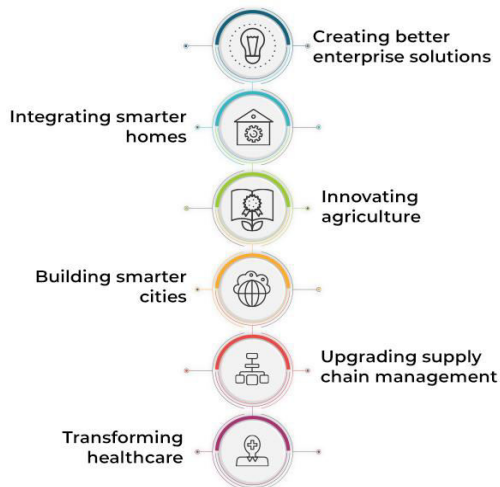 Creating better
enterprise solutions
Integrating smarter
homes
Innovating
agriculture
Building smarter
cities
Upgrading supply
chain management
Transforming
healthcare